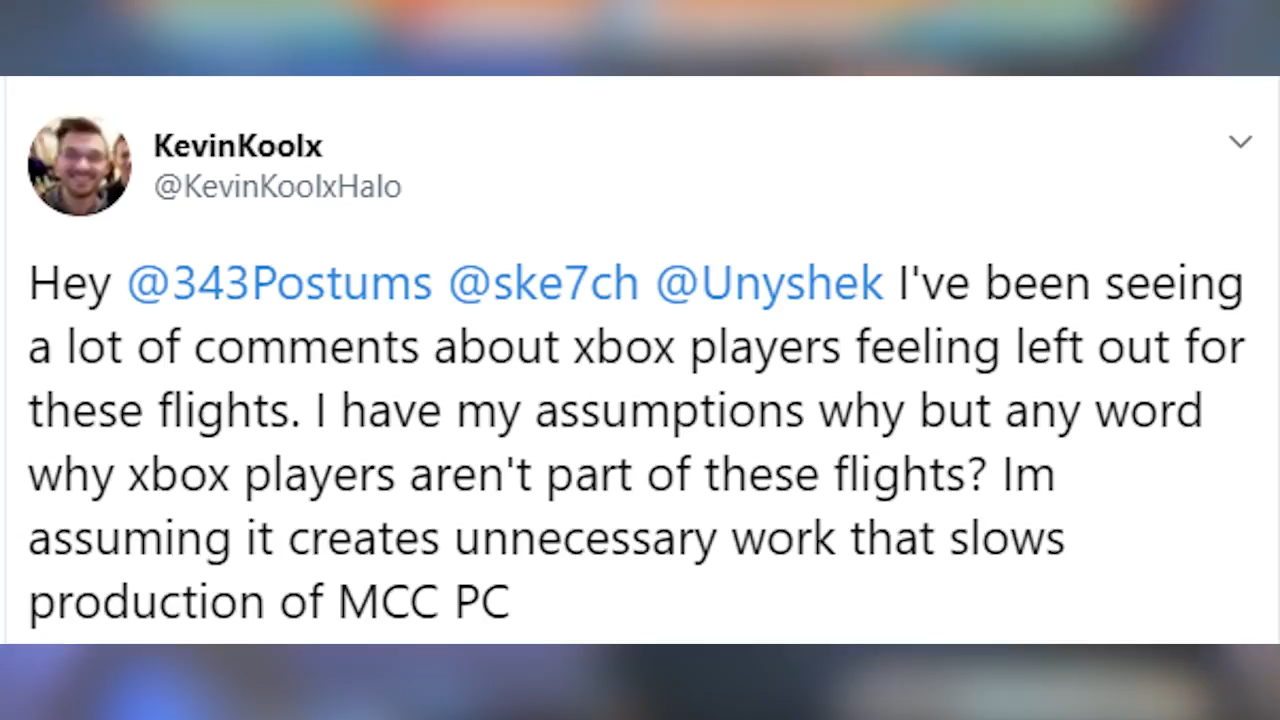 KevinKoolx
@KevinKoolxHalo
Hey @343Postums @ske7ch @Unyshek I've been seeing
a lot of comments about xbox players feeling left out for
these flights. I have my assumptions why but any word
why xbox players aren't part of these flights? Im
assuming it creates unnecessary work that slows
production of MCC PC